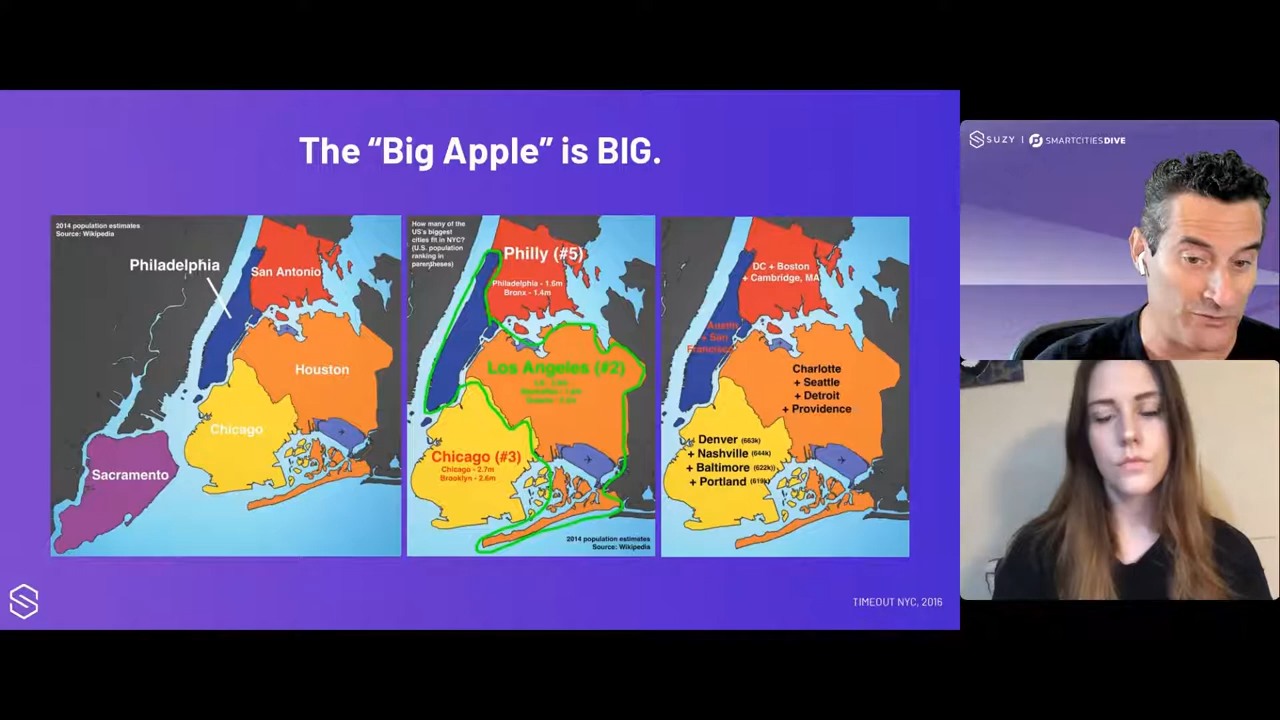 The “Big Apple” is BIG.
2014 population estimates
Source: Wikipedia
Philadelphia
San Antonio
Houston
Chicago
Sacramento
How many of the
US's biggest
cities fit in NYC?
(U.S. population
ranking in
parentheses)
Philly (#5)
Philadelphia - 1.6m
Bronx - 1.4m
Los Angeles (#2)
Chicago (#3)
Chicago - 2.7m
Brooklyn - 2.6m
2014 population estimates
Source: Wikipedia
DC + Boston
+ Cambridge, MA
Austin
+ San
Francisco
Charlotte
+ Seattle
+ Detroit
+ Providence
Denver (663k)
+ Nashville (644k)
+ Baltimore (622k)
+ Portland (619k)
TIMEOUT NYC, 2016
SUZY | SMARTCITIESDIVE